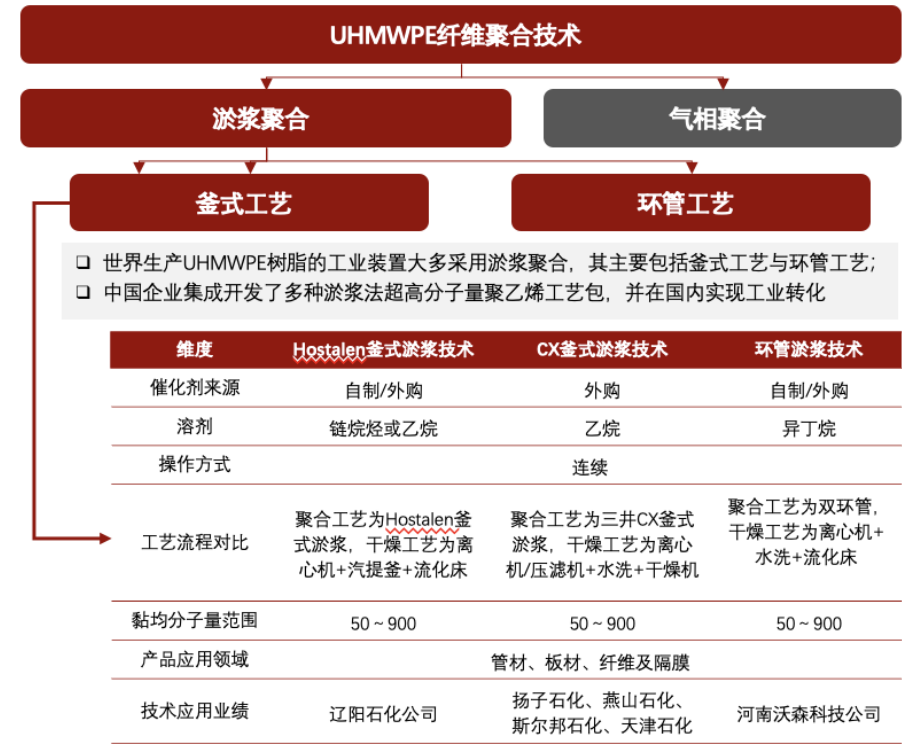 UHMWPE纤维聚合技术
淤浆聚合
气相聚合
釜式工艺
环管工艺
❑ 世界生产UHMWPE树脂的工业装置大多采用淤浆聚合，其主要包括釜式工艺与环管工艺；
❑ 中国企业集成开发了多种淤浆法超高分子量聚乙烯工艺包，并在国内实现工业转化
维度 Hostalen釜式淤浆技术 CX釜式淤浆技术 环管淤浆技术
催化剂来源 自制/外购 外购 自制/外购
溶剂 链烷烃或乙烷 乙烷 异丁烷
操作方式 连续
工艺流程对比
聚合工艺为Hostalen釜
式淤浆，干燥工艺为离
心机+汽提釜+流化床
聚合工艺为三井CX釜式
淤浆，干燥工艺为离心
机/压滤机+水洗+干燥机
聚合工艺为双环管，
干燥工艺为离心机+
水洗+流化床
黏均分子量范围 50~900 50~900 50~900
产品应用领域 管材、板材、纤维及隔膜
技术应用业绩
辽阳石化公司
扬子石化、燕山石化、
斯尔邦石化、天津石化
河南沃森科技公司